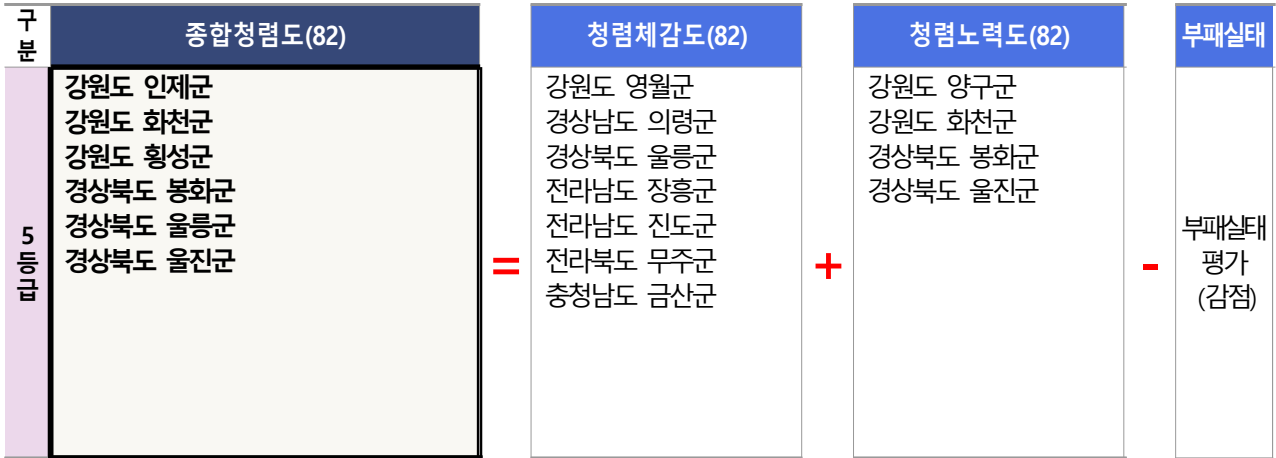 구분
종합청렴도(82)
청렴체감도(82)
청렴노력도(82)
부패실태
5등급
강원도 인제군
강원도 화천군
강원도 횡성군
경상북도 봉화군
경상북도 울릉군
경상북도 울진군
=
강원도 영월군
경상남도 의령군
경상북도 울릉군
전라남도 장흥군
전라남도 진도군
전라북도 무주군
충청남도 금산군
+
강원도 양구군
강원도 화천군
경상북도 봉화군
경상북도 울진군
-
부패실태
평가
(감점)